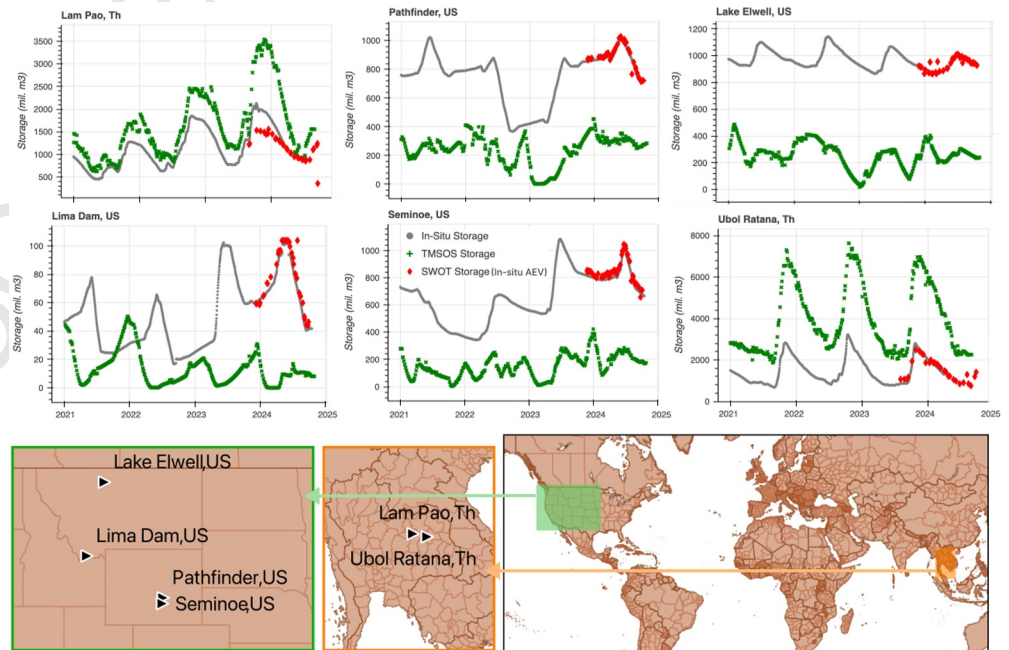 Lam Pao, Th
Storage (mil. m3)
3500
3000
2500
2000
1500
1000
500
Pathfinder, US
Storage (mil. m3)
1000
800
600
400
200
0
Lake Elwell, US
Storage (mil. m3)
1200
1000
800
600
400
200
0
Lima Dam, US
Storage (mil. m3)
100
80
60
40
20
0
2021 2022 2023 2024 2025
Seminoe, US
Storage (mil. m3)
1000
800
600
400
200
0
In-Situ Storage
TMSOS Storage
SWOT Storage (In-situ AEV)
2021 2022 2023 2024 2025
Ubol Ratana, Th
Storage (mil. m3)
8000
6000
4000
2000
0
2021 2022 2023 2024 2025
Lake Elwell,US
Lima Dam,US
Pathfinder,US
Seminoe,US
Lam Pao,Th
Ubol Ratana,Th